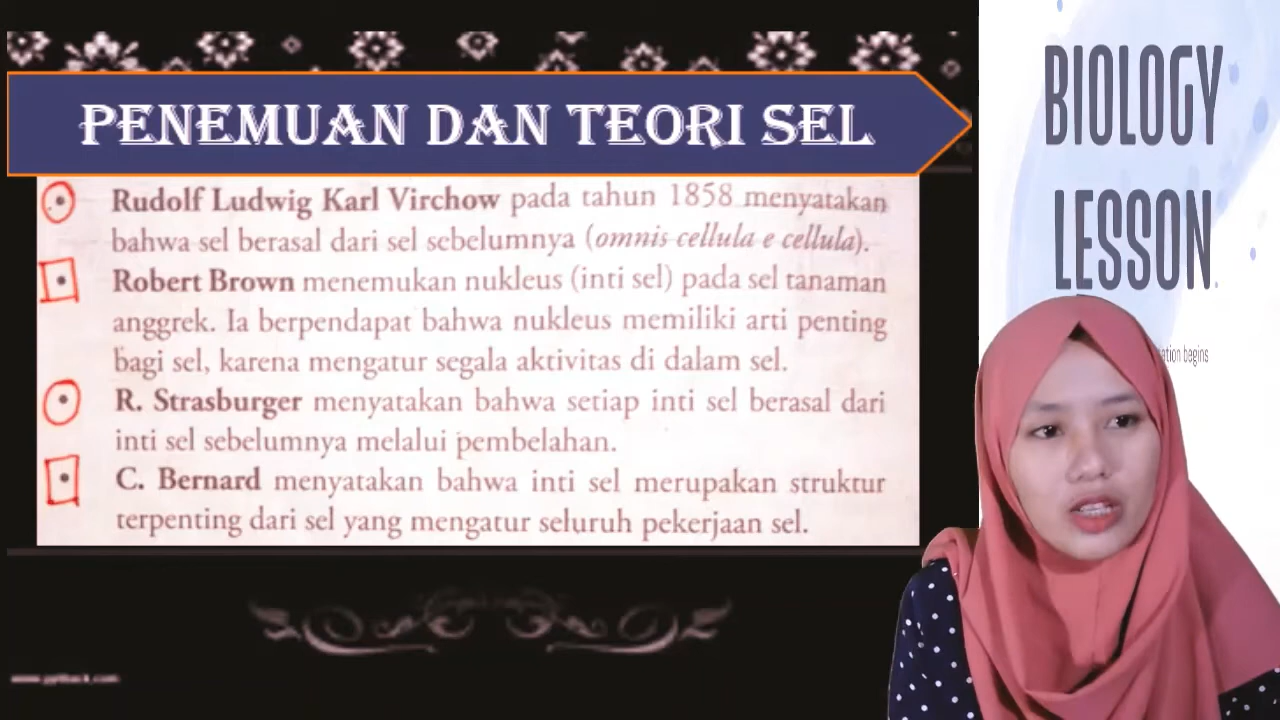 PENEMUAN DAN TEORI SEL
Rudolf Ludwig Karl Virchow pada tahun 1858 menyatakan
bahwa sel berasal dari sel sebelumnya (omnis cellula e cellula).
Robert Brown menemukan nukleus (inti sel) pada sel tanaman
anggrek. Ia berpendapat bahwa nukleus memiliki arti penting
bagi sel, karena mengatur segala aktivitas di dalam sel.
R. Strasburger menyatakan bahwa setiap inti sel berasal dari
inti sel sebelumnya melalui pembelahan.
C. Bernard menyatakan bahwa inti sel merupakan struktur
terpenting dari sel yang mengatur seluruh pekerjaan sel.
BIOLOGY
LESSON
begins